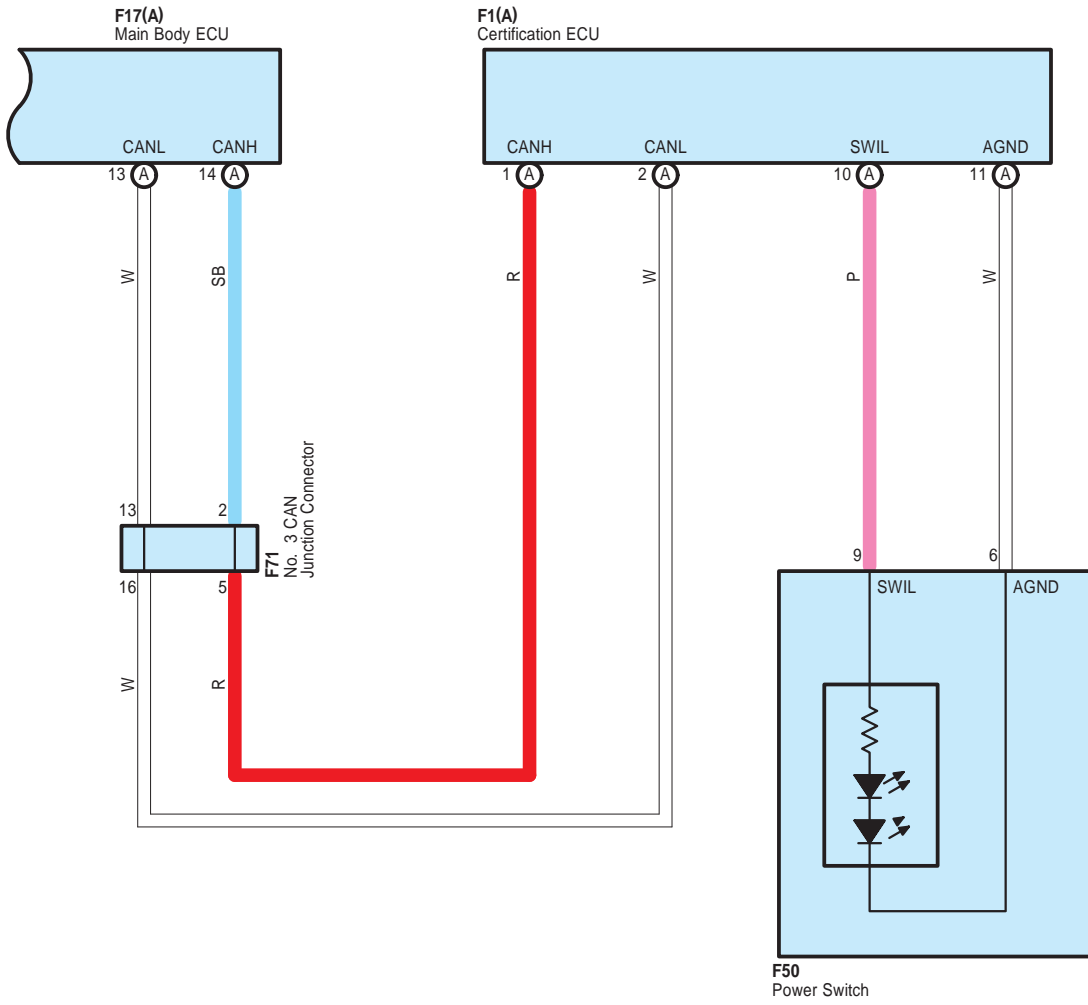 F17(A)
Main Body ECU
F1(A)
Certification ECU
CANL
CANH
CANH
CANL
SWIL
AGND
13
A
14
A
1
A
2
A
10
A
11
A
W
SB
R
W
P
W
13
2
F71
No. 3 CAN
Junction Connector
16
5
9
6
SWIL
AGND
W
R
F50
Power Switch